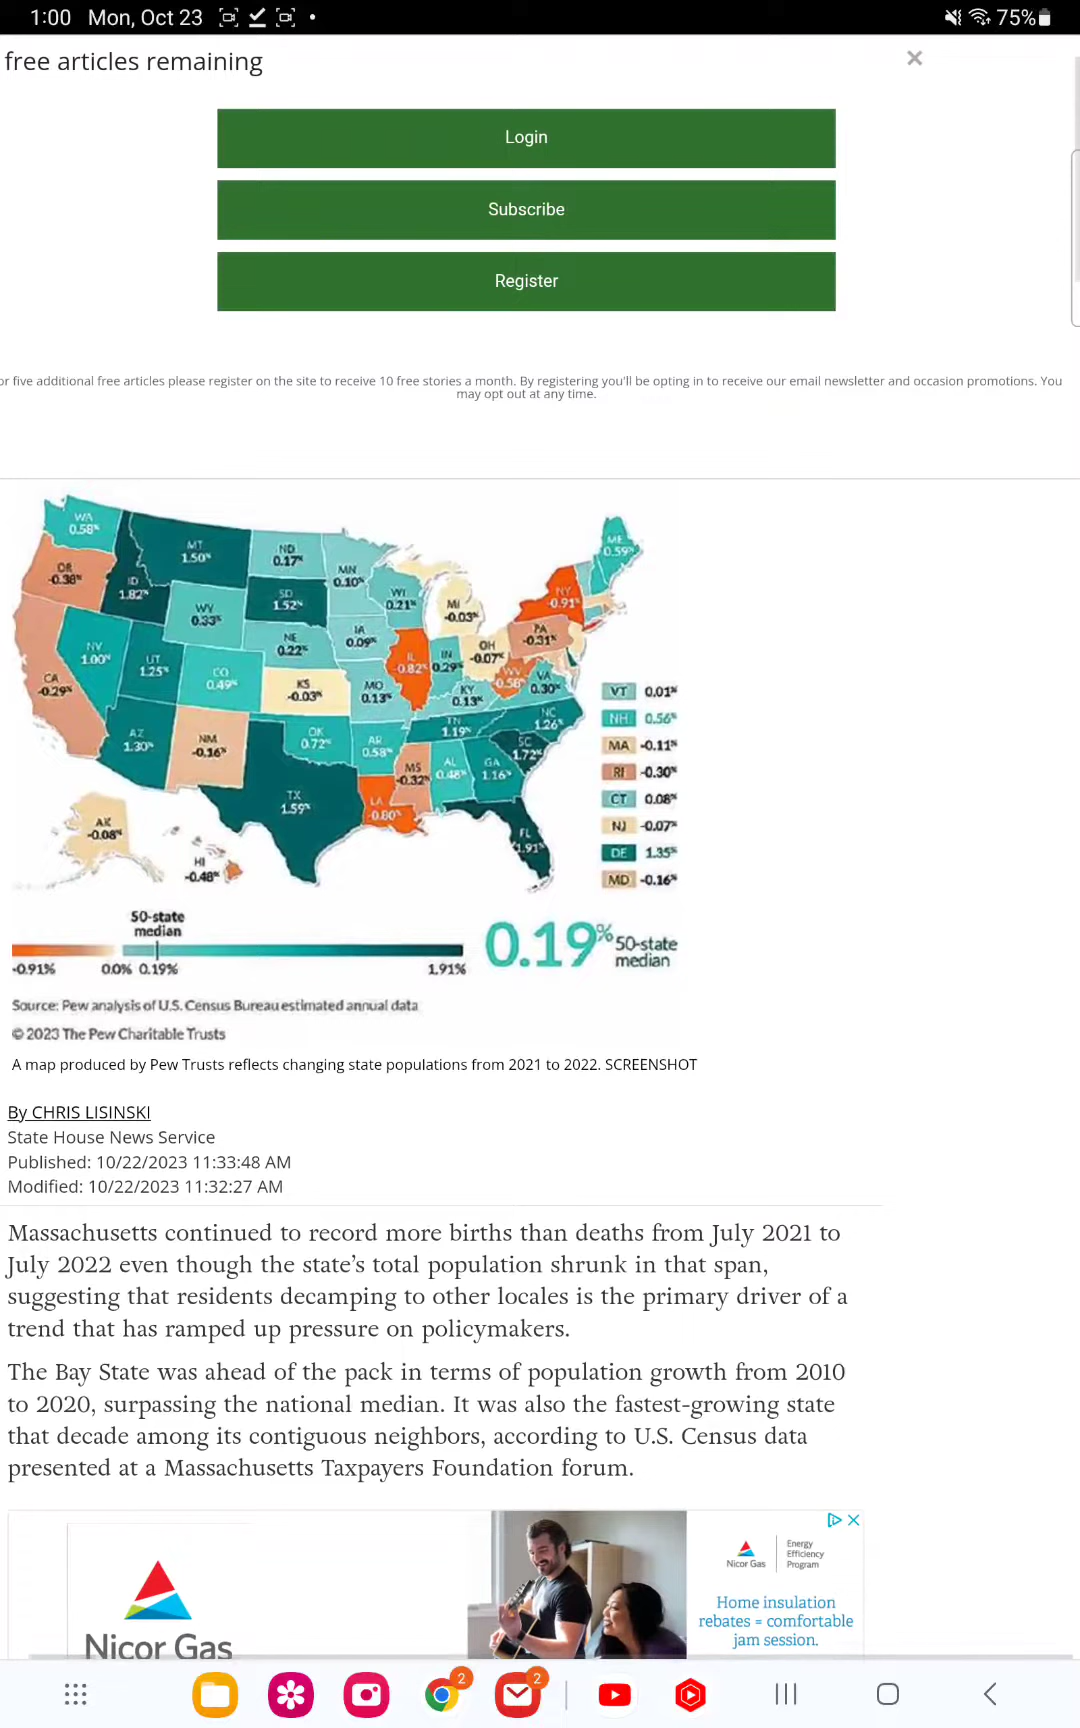 1:00 Mon, Oct 23
75%
free articles remaining
Login
Subscribe
Register
or five additional free articles please register on the site to receive 10 free stories a month. By registering you'll be opting in to receive our email newsletter and occasion promotions. You
may opt out at any time.
WA
0.58%
OR
-0.38%
ID
1.82%
MT
1.50%
ND
0.17%
MN
0.10%
WI
0.21%
MI
-0.03%
NY
-0.91%
ME
0.59%
WY
0.33%
SD
1.52%
NE
0.22%
IA
0.09%
IL
-0.82%
IN
0.29%
OH
-0.07%
PA
-0.31%
NV
1.00%
UT
1.25%
CO
0.49%
KS
-0.03%
MO
0.13%
KY
0.13%
WV
-0.58%
VA
0.30%
CA
-0.29%
AZ
1.30%
NM
-0.16%
OK
0.72%
AR
0.58%
TN
1.19%
NC
1.26%
SC
1.72%
MS
-0.32%
AL
0.48%
GA
1.16%
TX
1.59%
LA
-0.80%
FL
1.91%
AK
-0.08%
HI
-0.48%
VT 0.01%
NH 0.56%
MA -0.11%
RI -0.30%
CT 0.08%
NJ -0.07%
DE 1.35%
MD -0.16%
50-state
median
-0.91% 0.0% 0.19% 1.91%
0.19% 50-state
median
Source: Pew analysis of U.S. Census Bureau estimated annual data
© 2023 The Pew Charitable Trusts
A map produced by Pew Trusts reflects changing state populations from 2021 to 2022. SCREENSHOT
By CHRIS LISINSKI
State House News Service
Published: 10/22/2023 11:33:48 AM
Modified: 10/22/2023 11:32:27 AM
Massachusetts continued to record more births than deaths from July 2021 to
July 2022 even though the state’s total population shrunk in that span,
suggesting that residents decamping to other locales is the primary driver of a
trend that has ramped up pressure on policymakers.
The Bay State was ahead of the pack in terms of population growth from 2010
to 2020, surpassing the national median. It was also the fastest-growing state
that decade among its contiguous neighbors, according to U.S. Census data
presented at a Massachusetts Taxpayers Foundation forum.
Nicor Gas
Nicor Gas
Energy
Efficiency
Program
Home insulation
rebates = comfortable
jam session.
2
2